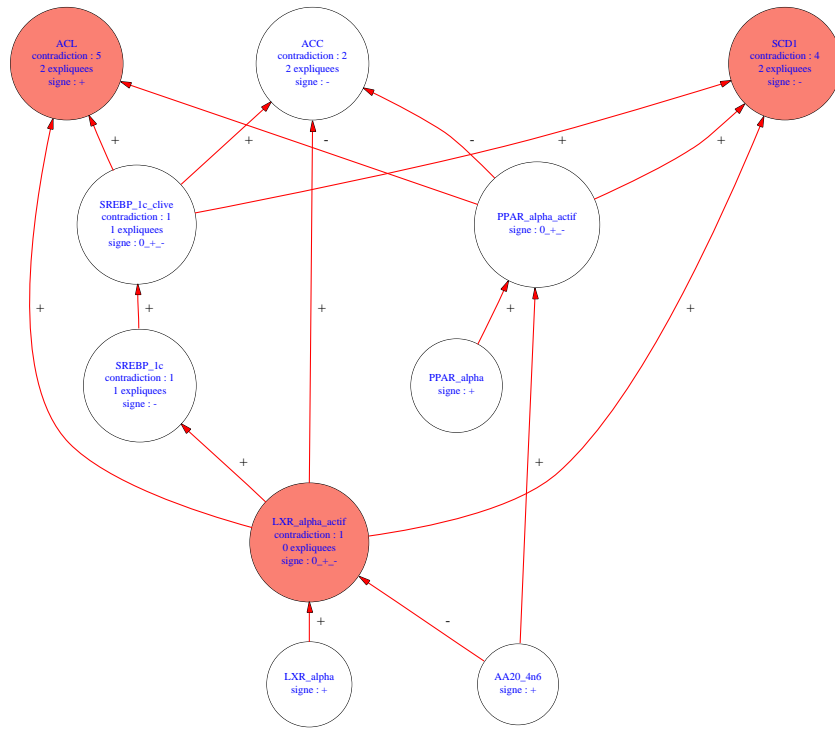 ACL
contradiction : 5
2 expliquees
signe : +
ACC
contradiction : 2
2 expliquees
signe : -
SCD1
contradiction : 4
2 expliquees
signe : -
+
+
-
-
+
+
SREBP_1c_clive
contradiction : 1
1 expliquees
signe : 0_+_-
PPAR_alpha_actif
signe : 0_+_-
+
+
+
+
+
SREBP_1c
contradiction : 1
1 expliquees
signe : -
PPAR_alpha
signe : +
+
+
LXR_alpha_actif
contradiction : 1
0 expliquees
signe : 0_+_-
+
-
LXR_alpha
signe : +
AA20_4n6
signe : +